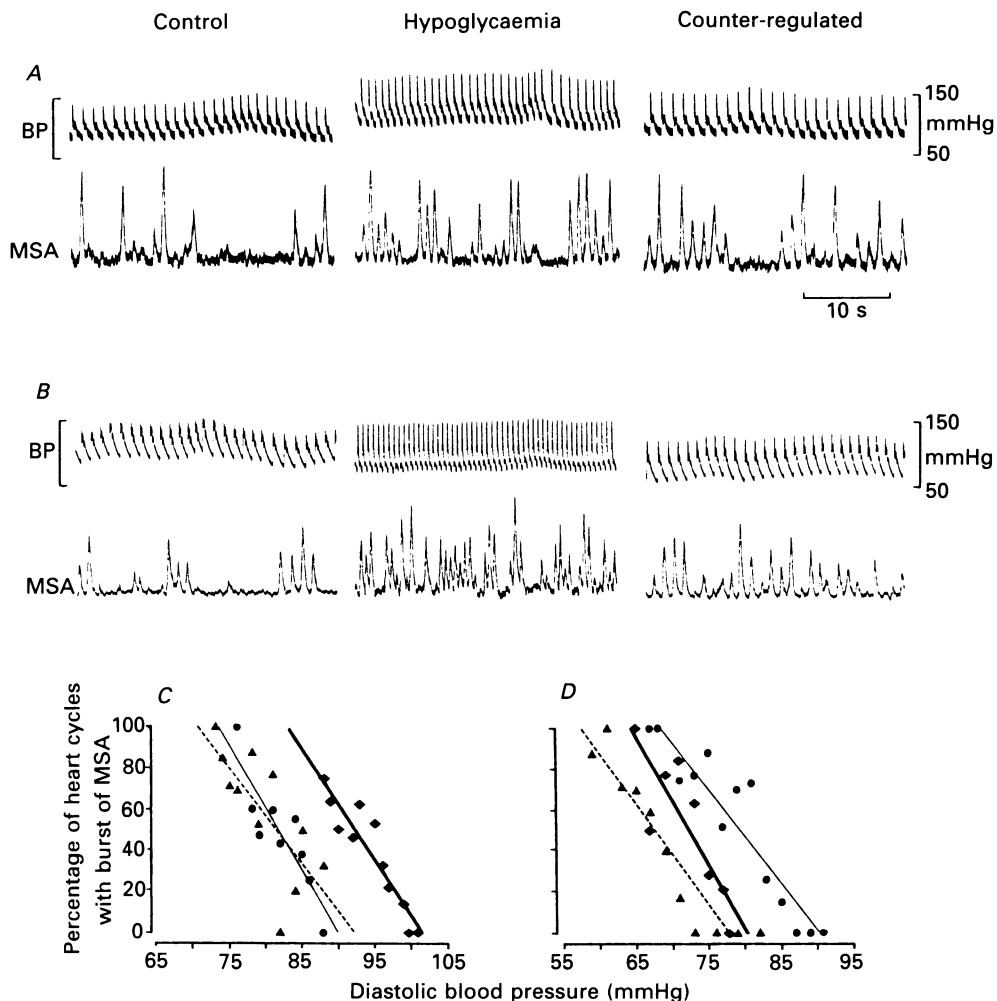 Control Hypoglycaemia Counter-regulated
A
BP
150
mmHg
50
MSA
10 s
B
BP
150
mmHg
50
MSA
C
D
Percentage of heart cycles
with burst of MSA
100
80
60
40
20
0
65 75 85 95 105
55 65 75 85 95
Diastolic blood pressure (mmHg)